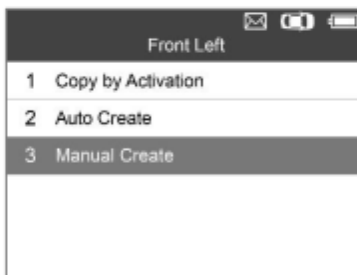 Front Left
1 Copy by Activation
2 Auto Create
3 Manual Create